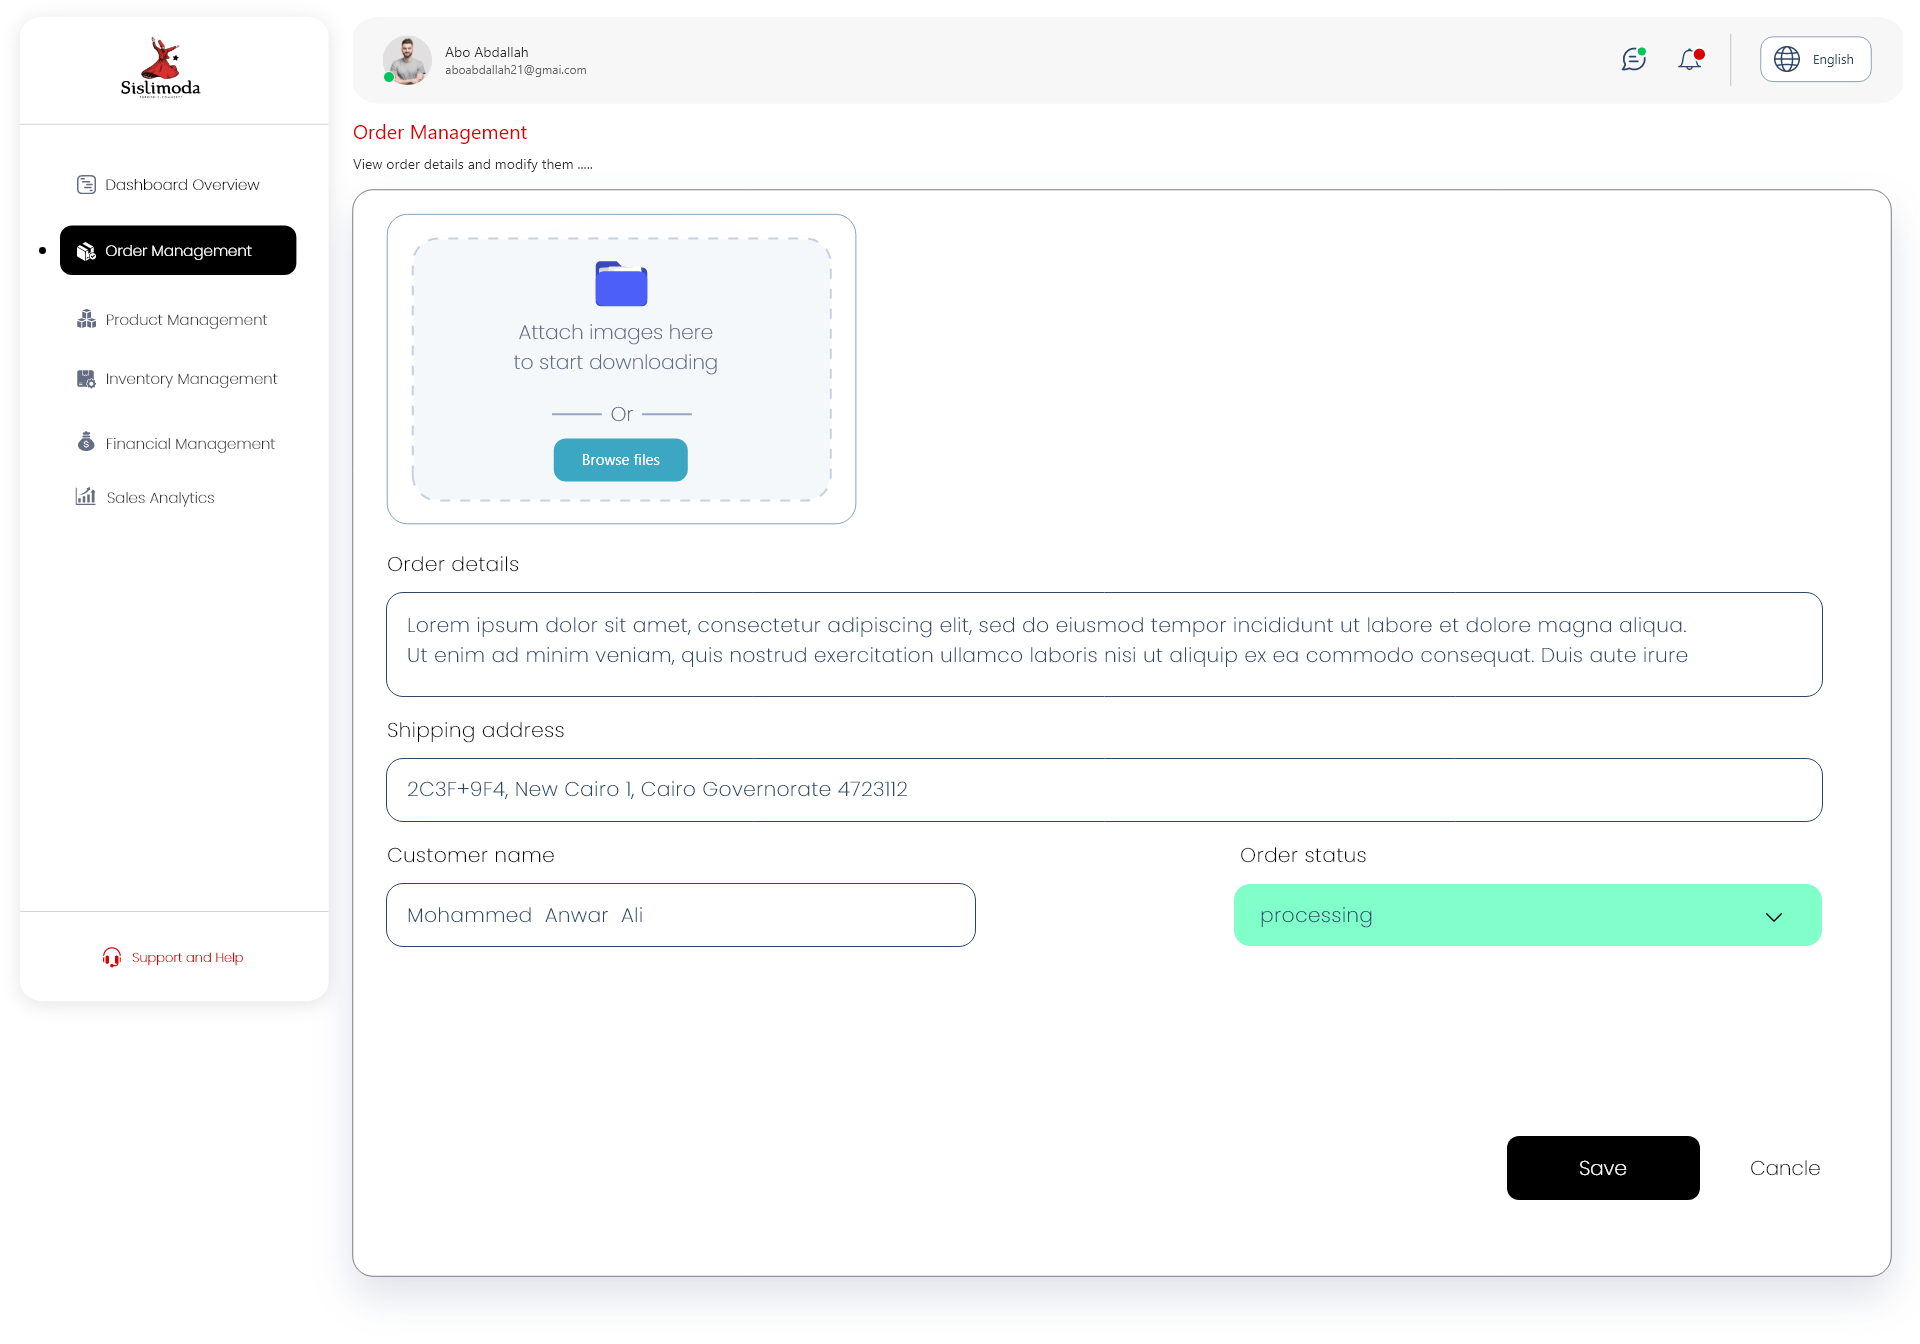 Sislimoda
Dashboard Overview
Order Management
Product Management
Inventory Management
Financial Management
Sales Analytics
Support and Help
Abo Abdallah
aboabdallah21@gmai.com
English
Order Management
View order details and modify them .....
Attach images here
to start downloading
Or
Browse files
Order details
Lorem ipsum dolor sit amet, consectetur adipiscing elit, sed do eiusmod tempor incididunt ut labore et dolore magna aliqua.
Ut enim ad minim veniam, quis nostrud exercitation ullamco laboris nisi ut aliquip ex ea commodo consequat. Duis aute irure
Shipping address
2C3F+9F4, New Cairo 1, Cairo Governorate 4723112
Customer name
Mohammed Anwar Ali
Order status
processing
Save
Cancle